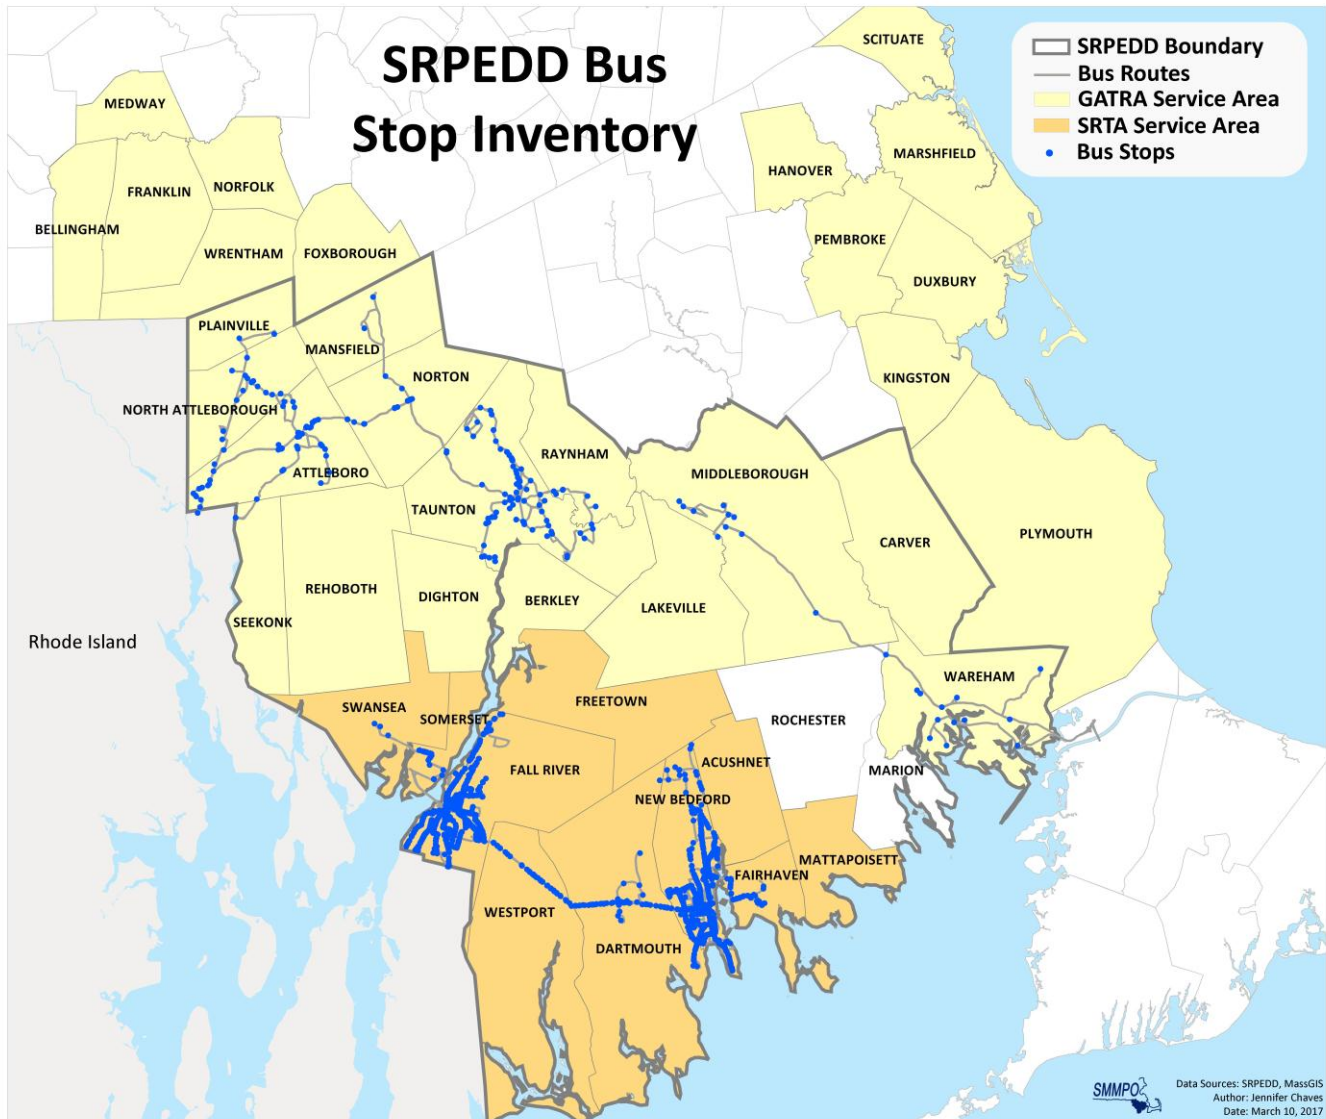 SRPEDD Bus
Stop Inventory
SRPEDD Boundary
Bus Routes
GATRA Service Area
SRTA Service Area
Bus Stops
SCITUATE
MEDWAY
MARSHFIELD
HANOVER
FRANKLIN
NORFOLK
BELLINGHAM
PEMBROKE
WRENTHAM
FOXBOROUGH
DUXBURY
PLAINVILLE
MANSFIELD
NORTON
KINGSTON
NORTH ATTLEBOROUGH
RAYNHAM
ATTLEBORO
MIDDLEBOROUGH
TAUNTON
PLYMOUTH
CARVER
REHOBOTH
DIGHTON
BERKLEY
LAKEVILLE
SEEKONK
Rhode Island
WAREHAM
FREETOWN
SWANSEA
SOMERSET
ROCHESTER
ACUSHNET
FALL RIVER
MARION
NEW BEDFORD
MATTAPOISETT
FAIRHAVEN
WESTPORT
DARTMOUTH
SMMPO
Data Sources: SRPEDD, MassGIS
Author: Jennifer Chaves
Date: March 10, 2017